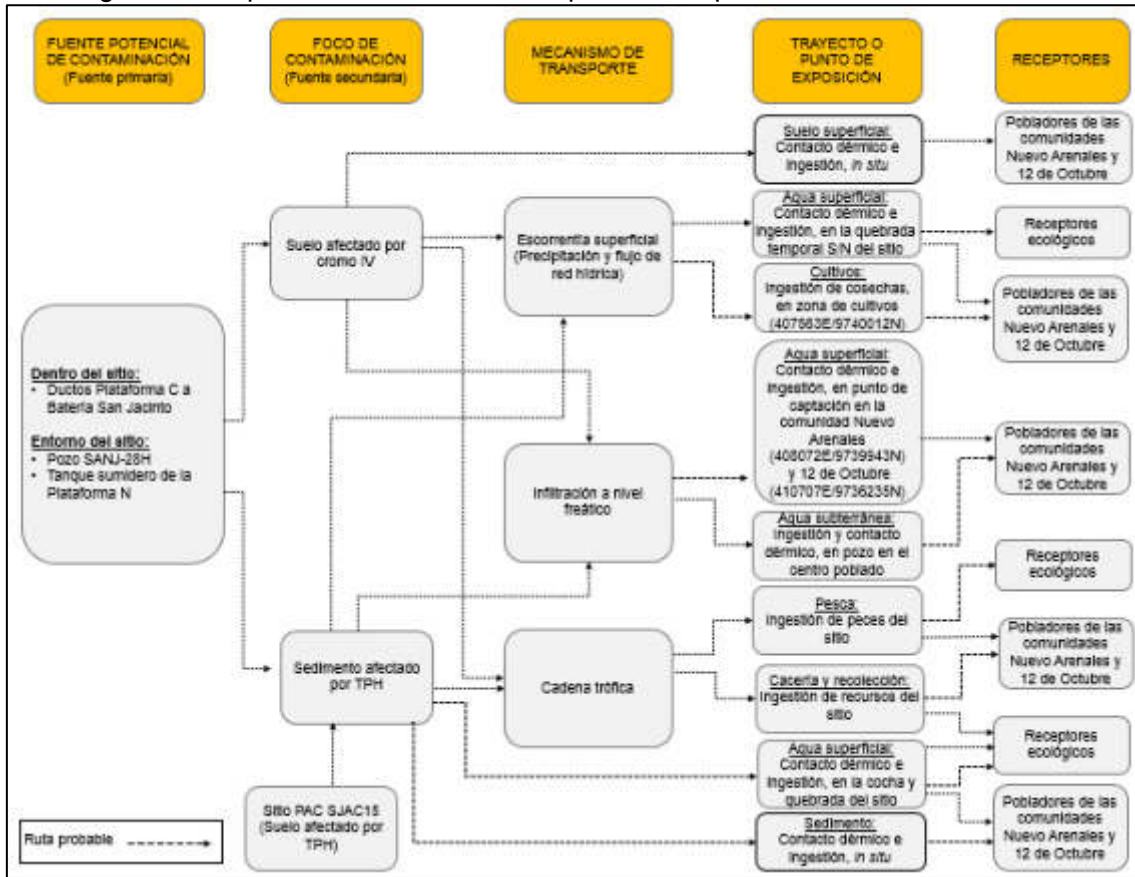 FUENTE POTENCIAL
DE CONTAMINACIÓN
(Fuente primaria)
FOCO DE
CONTAMINACIÓN
(Fuente secundaria)
MECANISMO DE
TRANSPORTE
TRAYECTO O
PUNTO DE
EXPOSICIÓN
RECEPTORES
Dentro del sitio:
• Ductos Plataforma C a
Batería San Jacinto
Entorno del sitio:
• Pozo SANJ-28H
• Tanque sumidero de la
Plataforma N
Suelo afectado por
cromo IV
Sedimento afectado
por TPH
Sitio PAC SJAC15
(Suelo afectado por
TPH)
Escorrentía superficial
(Precipitación y flujo de
red hídrica)
Infiltración a nivel
freático
Cadena trófica
Suelo superficial:
Contacto dérmico e
ingestión, in situ
Agua superficial:
Contacto dérmico e
ingestión, en la quebrada
temporal S/N del sitio
Cultivos:
Ingestión de cosechas,
en zona de cultivos
(407563E/9740012N)
Agua superficial:
Contacto dérmico e
ingestión, en punto de
captación en la
comunidad Nuevo
Arenales
(408072E/9739943N)
y 12 de Octubre
(410707E/9736235N)
Agua subterránea:
Ingestión y contacto
dérmico, en pozo en el
centro poblado
Pesca:
Ingestión de peces del
sitio
Cacería y recolección:
Ingestión de recursos del
sitio
Agua superficial:
Contacto dérmico e
ingestión, en la cocha y
quebrada del sitio
Sedimento:
Contacto dérmico e
ingestión, in situ
Pobladores de las
comunidades
Nuevo Arenales y
12 de Octubre
Receptores
ecológicos
Pobladores de las
comunidades
Nuevo Arenales y
12 de Octubre
Pobladores de las
comunidades
Nuevo Arenales y
12 de Octubre
Receptores
ecológicos
Pobladores de las
comunidades
Nuevo Arenales y
12 de Octubre
Receptores
ecológicos
Pobladores de las
comunidades
Nuevo Arenales y
12 de Octubre
Ruta probable